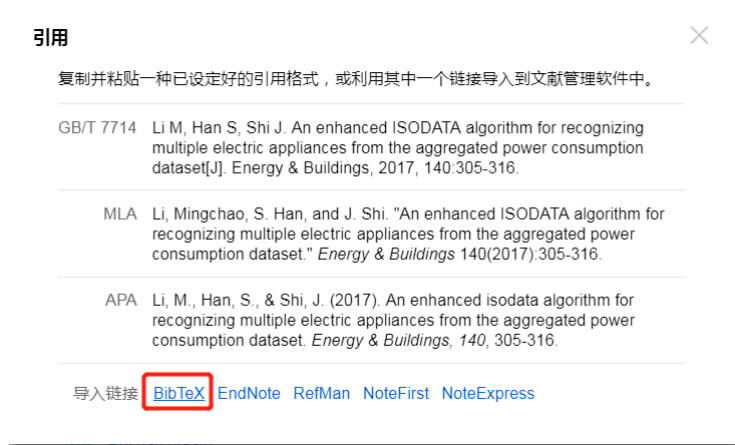 引用
复制并粘贴一种已设定好的引用格式，或利用其中一个链接导入到文献管理软件中。
GB/T 7714 Li M, Han S, Shi J. An enhanced ISODATA algorithm for recognizing
multiple electric appliances from the aggregated power consumption
dataset[J]. Energy & Buildings, 2017, 140:305-316.
MLA Li, Mingchao, S. Han, and J. Shi. "An enhanced ISODATA algorithm for
recognizing multiple electric appliances from the aggregated power
consumption dataset." Energy & Buildings 140(2017):305-316.
APA Li, M., Han, S., & Shi, J. (2017). An enhanced isodata algorithm for
recognizing multiple electric appliances from the aggregated power
consumption dataset. Energy & Buildings, 140, 305-316.
导入链接 BibTeX EndNote RefMan NoteFirst NoteExpress